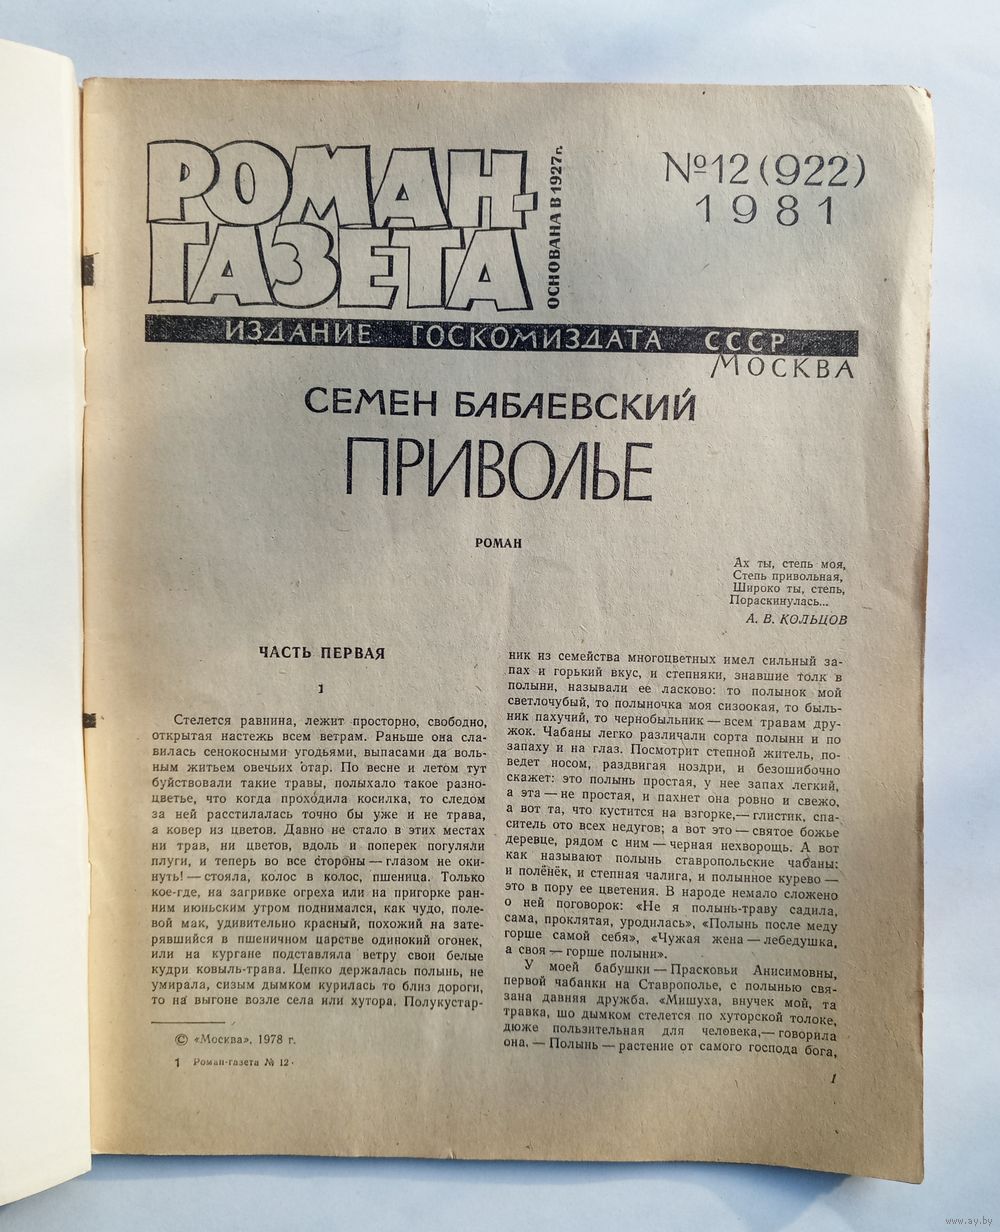 РОМАН-
ГАЗЕТА
ОСНОВАНА В 1927 г.
№12 (922)
1981
ИЗДАНИЕ ГОСКОМИЗДАТА СССР
МОСКВА
СЕМЕН БАБАЕВСКИЙ
ПРИВОЛЬЕ
РОМАН
Ах ты, степь моя,
Степь привольная,
Широко ты, степь,
Пораскинулась...
А. В. КОЛЬЦОВ
ЧАСТЬ ПЕРВАЯ
1
Стелется равнина, лежит просторно, свободно,
открытая настежь всем ветрам. Раньше она сла-
вилась сенокосными угодьями, выпасами да воль-
ным житьем овечьих отар. По весне и летом тут
буйствовали такие травы, полыхало такое разно-
цветье, что когда проходила косилка, то следом
за ней расстилалась точно бы уже и не трава,
а ковер из цветов. Давно не стало в этих местах
ни трав, ни цветов, вдоль и поперек погуляли
плуги, и теперь во все стороны — глазом не оки-
нуть! — стояла, колос в колос, пшеница. Только
кое-где, на загривке огреха или на пригорке ран-
ним июньским утром поднимался, как чудо, поле-
вой мак, удивительно красный, похожий на зате-
рявшийся в пшеничном царстве одинокий огонек,
или на кургане подставляла ветру свои белые
кудри ковыль-трава. Цепко держалась полынь, не
умирала, сизым дымком курилась то близ дороги,
то на выгоне возле села или хутора. Полукустар-
© «Москва», 1978 г.
1 Роман-газета № 12.
ник из семейства многоцветных имел сильный за-
пах и горький вкус, и степняки, знавшие толк в
полыни, называли ее ласково: то полынок мой
светлочубый, то полыночка моя сизоокая, то быль-
ник пахучий, то чернобыльник — всем травам дру-
жок. Чабаны легко различали сорта полыни и по
запаху и на глаз. Посмотрит степной житель, по-
ведет носом, раздвигая ноздри, и безошибочно
скажет: это полынь простая, у нее запах легкий,
а эта — не простая, и пахнет она ровно и свежо,
а вот та, что кустится на взгорке,— глистик, спа-
ситель ото всех недугов; а вот это — святое божье
деревце, рядом с ним — черная нехворощь. А вот
как называют полынь ставропольские чабаны:
и полёнёк, и степная чалига, и полынное курево —
это в пору ее цветения. В народе немало сложено
о ней поговорок: «Не я полынь-траву садила,
сама, проклятая, уродилась», «Полынь после меду
горше самой себя», «Чужая жена — лебедушка,
а своя — горше полыни».
У моей бабушки — Прасковьи Анисимовны,
первой чабанки на Ставрополье, с полынью свя-
зана давняя дружба. «Мишуха, внучек мой, та
травка, шо дымком стелется по хуторской толоке,
дюже пользительная для человека,— говорила
она, — Полынь — растение от самого господа бога,
1
www.ay.by